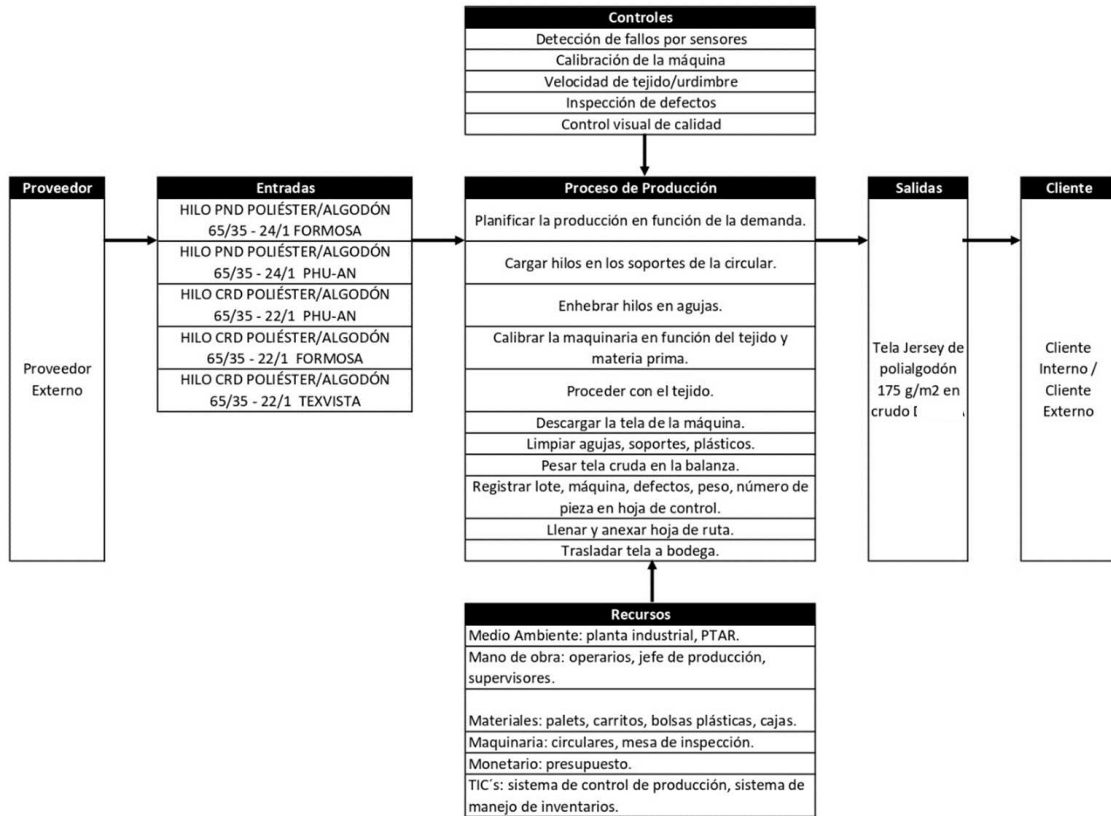 Controles
Detección de fallos por sensores
Calibración de la máquina
Velocidad de tejido/urdimbre
Inspección de defectos
Control visual de calidad
Proveedor
Proveedor
Externo
Entradas
HILO PND POLIÉSTER/ALGODÓN
65/35 - 24/1 FORMOSA
HILO PND POLIÉSTER/ALGODÓN
65/35 - 24/1  PHU-AN
HILO CRD POLIÉSTER/ALGODÓN
65/35 - 22/1  PHU-AN
HILO CRD POLIÉSTER/ALGODÓN
65/35 - 22/1  FORMOSA
HILO CRD POLIÉSTER/ALGODÓN
65/35 - 22/1 TEXVISTA
Proceso de Producción
Planificar la producción en función de la demanda.
Cargar hilos en los soportes de la circular.
Enhebrar hilos en agujas.
Calibrar la maquinaria en función del tejido y
materia prima.
Proceder con el tejido.
Descargar la tela de la máquina.
Limpiar agujas, soportes, plásticos.
Pesar tela cruda en la balanza.
Registrar lote, máquina, defectos, peso, número de
pieza en hoja de control.
Llenar y anexar hoja de ruta.
Trasladar tela a bodega.
Salidas
Tela Jersey de
polialgodón
175 g/m2 en
crudo
Cliente
Cliente
Interno /
Cliente
Externo
Recursos
Medio Ambiente: planta industrial, PTAR.
Mano de obra: operarios, jefe de producción,
supervisores.
Materiales: palets, carritos, bolsas plásticas, cajas.
Maquinaria: circulares, mesa de inspección.
Monetario: presupuesto.
TIC´s: sistema de control de producción, sistema de
manejo de inventarios.